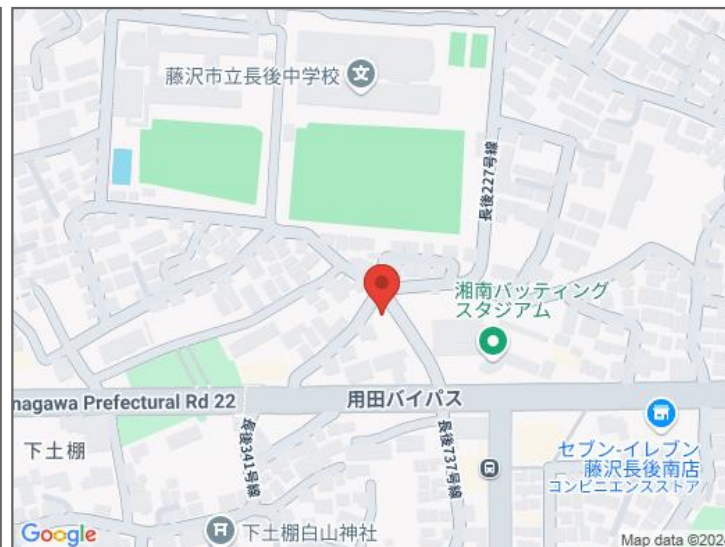 藤沢市立長後中学校
長後227号線
湘南バッティング
スタジアム
nagawa Prefectural Rd 22
用田バイパス
下土棚
長後341号線
長後737号線
セブン-イレブン
藤沢長後南店
コンビニエンスストア
下土棚白山神社
Google
Map data ©202